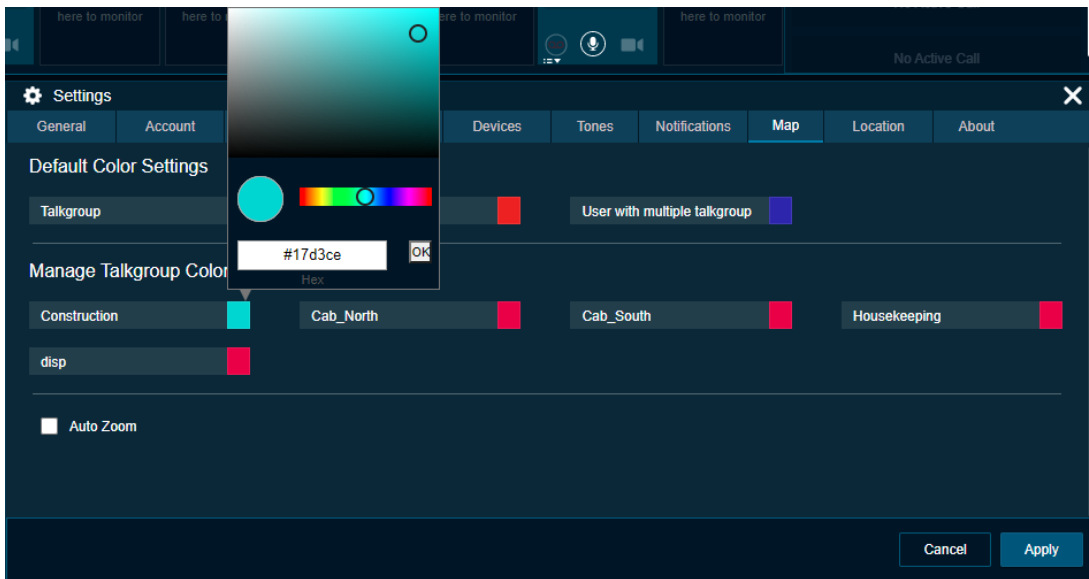 here to monitor
here to
ere to monitor
here to monitor
No Active Call
Settings
General Account Devices Tones Notifications Map Location About
Default Color Settings
Talkgroup User with multiple talkgroup
#17d3ce OK
Hex
Manage Talkgroup Color
Construction Cab_North Cab_South Housekeeping
disp
Auto Zoom
Cancel Apply